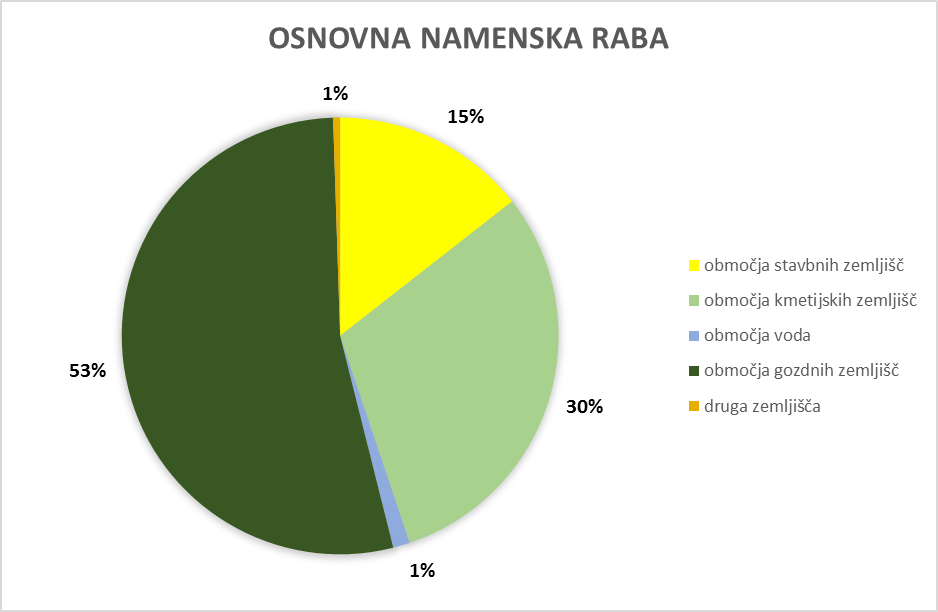 OSNOVNA NAMENSKA RABA
1%
15%
53%
30%
1%
območja stavbnih zemljišč
območja kmetijskih zemljišč
območja voda
območja gozdnih zemljišč
druga zemljišča